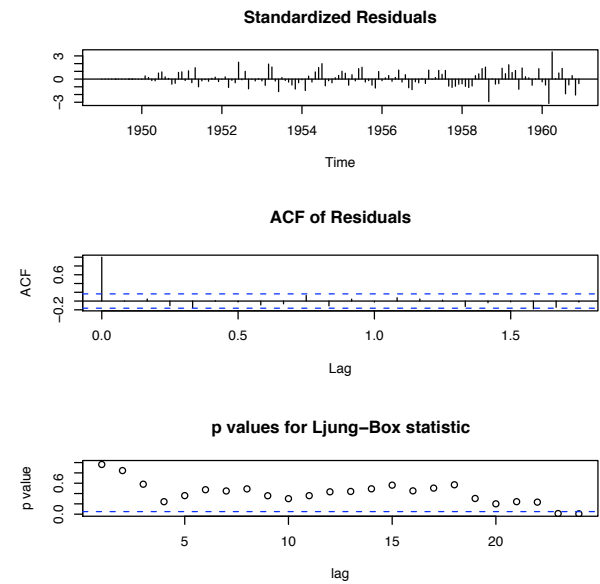 Standardized Residuals
3
0
−3
1950 1952 1954 1956 1958 1960
Time
ACF of Residuals
ACF
0.6
−0.2
0.0 0.5 1.0 1.5
Lag
p values for Ljung−Box statistic
p value
0.6
0.0
5 10 15 20
lag